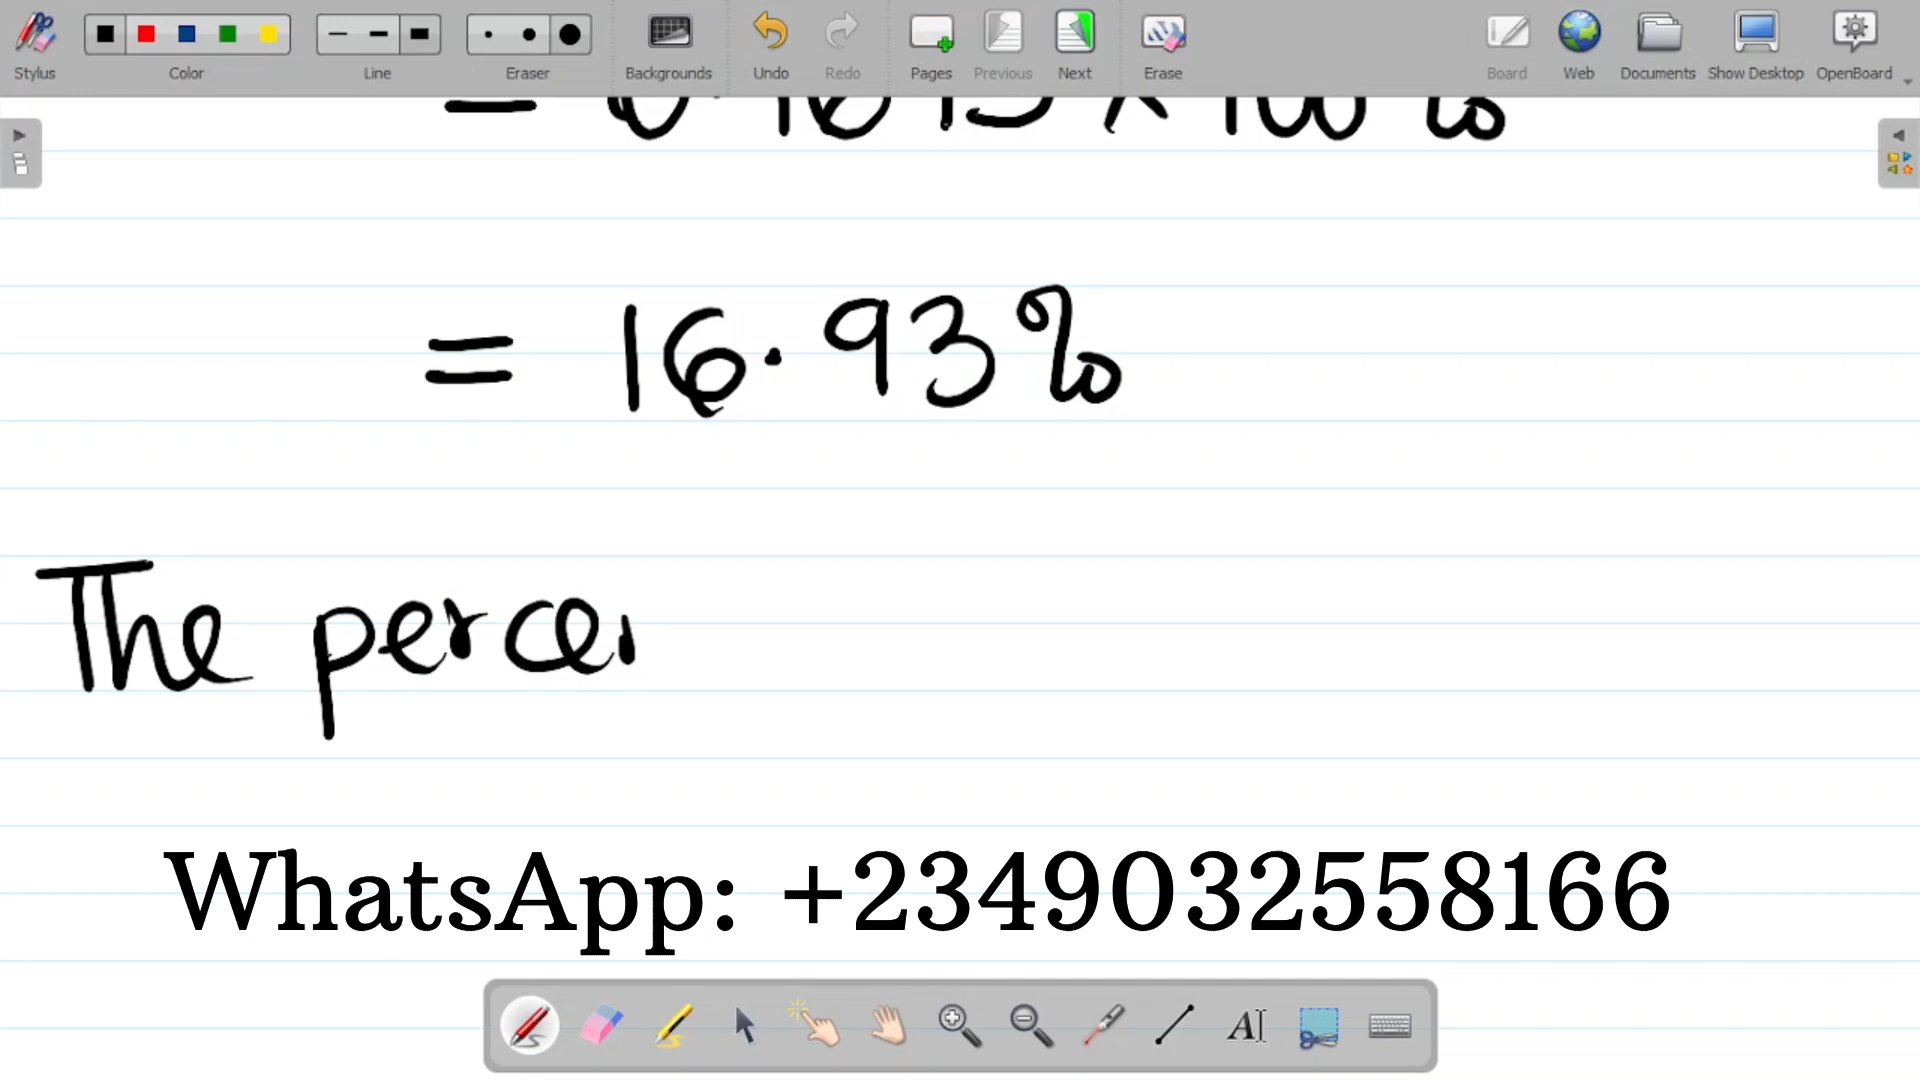 Stylus Color Line Eraser Backgrounds Undo Redo Pages Previous Next Erase Board Web Documents Show Desktop OpenBoard
= 16.93%
The perce
WhatsApp: +2349032558166